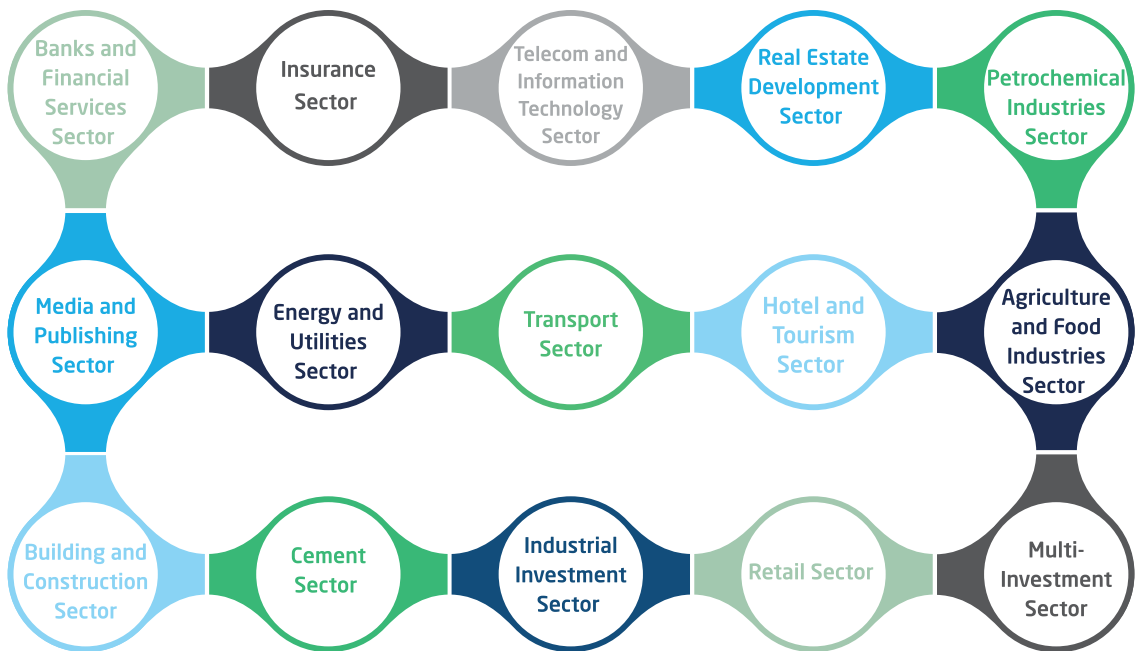 Banks and
Financial
Services
Sector
Insurance
Sector
Telecom and
Information
Technology
Sector
Real Estate
Development
Sector
Petrochemical
Industries
Sector
Media and
Publishing
Sector
Energy and
Utilities
Sector
Transport
Sector
Hotel and
Tourism
Sector
Agriculture
and Food
Industries
Sector
Building and
Construction
Sector
Cement
Sector
Industrial
Investment
Sector
Retail Sector
Multi-
Investment
Sector